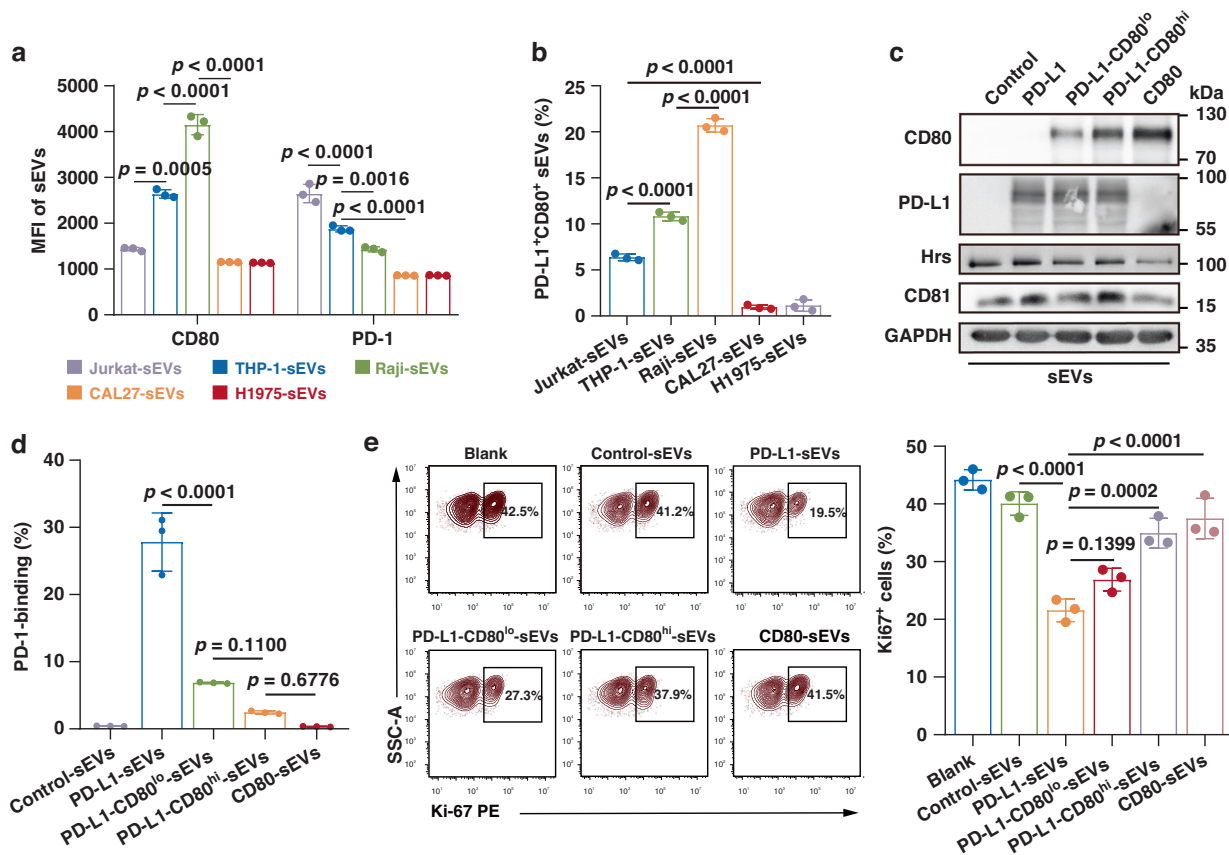 a
MFI of sEVs
5000
4000
3000
2000
1000
0
p < 0.0001
p < 0.0001
p = 0.0005
p < 0.0001
p = 0.0016
p < 0.0001
CD80
PD-1
Jurkat-sEVs
THP-1-sEVs
Raji-sEVs
CAL27-sEVs
H1975-sEVs
b
PD-L1⁺CD80⁺ sEVs (%)
25
20
15
10
5
0
p < 0.0001
p < 0.0001
p < 0.0001
Jurkat-sEVs
THP-1-sEVs
Raji-sEVs
CAL27-sEVs
H1975-sEVs
c
Control
PD-L1
PD-L1-CD80ˡᵒ
PD-L1-CD80ʰⁱ
CD80
kDa
CD80
130
70
PD-L1
100
55
Hrs
100
CD81
15
GAPDH
35
sEVs
d
PD-1-binding (%)
40
30
20
10
0
p < 0.0001
p = 0.1100
p = 0.6776
Control-sEVs
PD-L1-sEVs
PD-L1-CD80ˡᵒ-sEVs
PD-L1-CD80ʰⁱ-sEVs
CD80-sEVs
e
Blank
Control-sEVs
PD-L1-sEVs
42.5%
41.2%
19.5%
PD-L1-CD80ˡᵒ-sEVs
PD-L1-CD80ʰⁱ-sEVs
CD80-sEVs
27.3%
37.9%
41.5%
SSC-A
Ki-67 PE
Ki67⁺ cells (%)
50
40
30
20
10
0
p < 0.0001
p < 0.0001
p = 0.0002
p = 0.1399
Blank
Control-sEVs
PD-L1-sEVs
PD-L1-CD80ˡᵒ-sEVs
PD-L1-CD80ʰⁱ-sEVs
CD80-sEVs